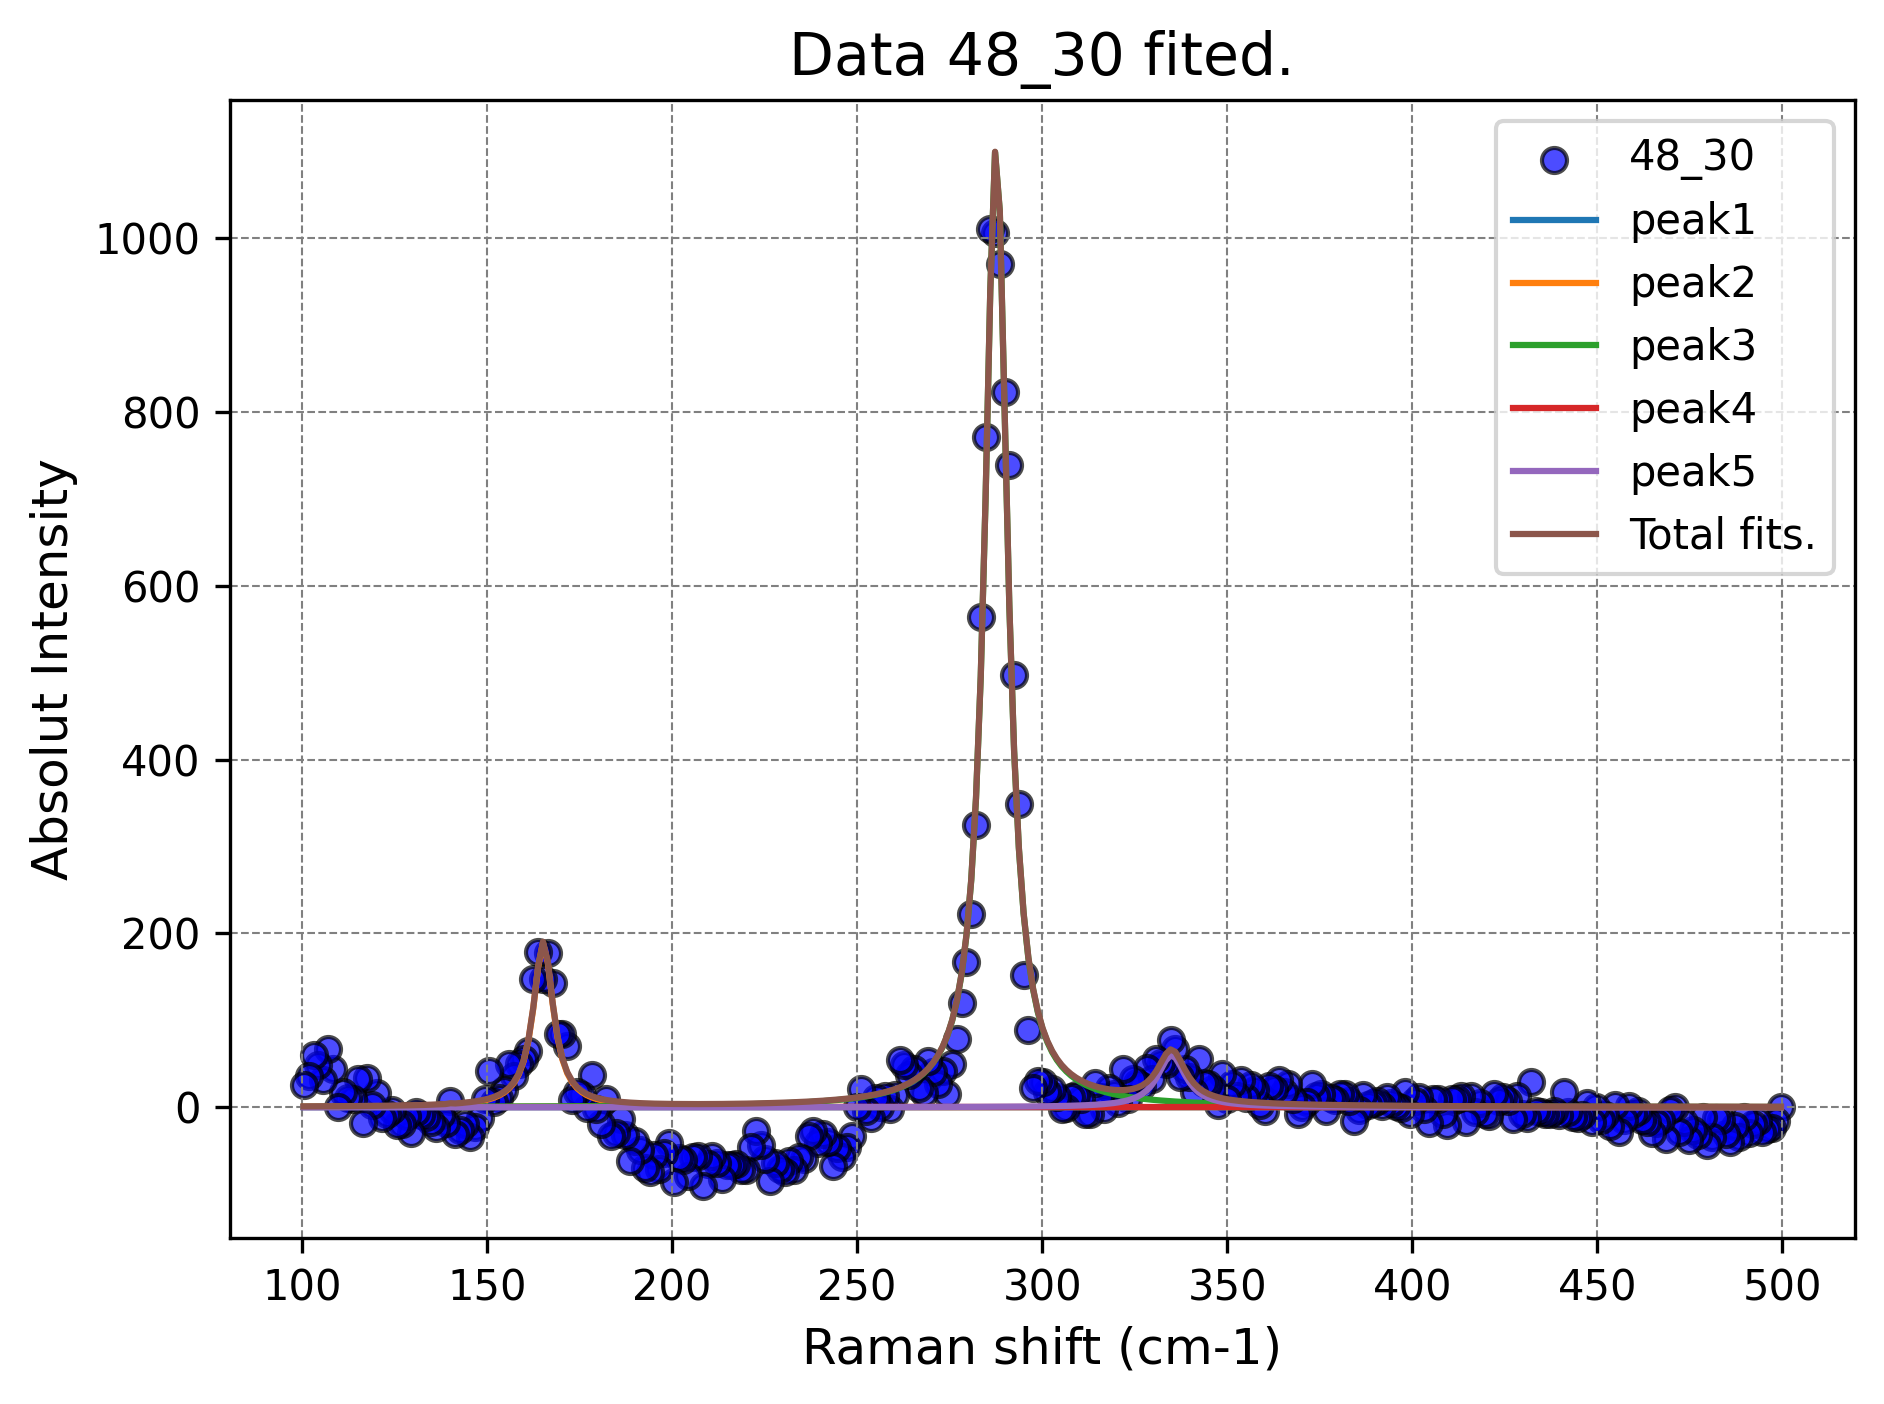 Data 48_30 fited.
Absolut Intensity
1000
800
600
400
200
0
48_30
peak1
peak2
peak3
peak4
peak5
Total fits.
100 150 200 250 300 350 400 450 500
Raman shift (cm-1)